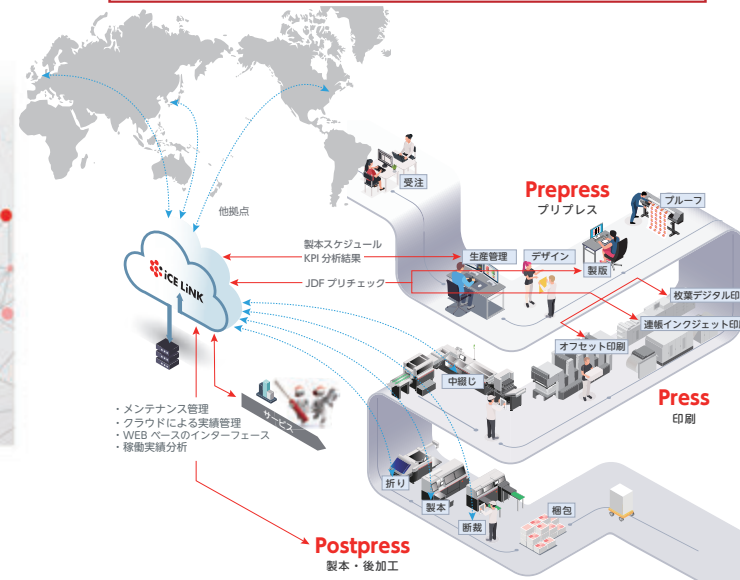 受注
Prepress
プリプレス
プルーフ
他拠点
製本スケジュール
KPI 分析結果
生産管理
デザイン
製版
iCE LiNK
JDF プリチェック
枚葉デジタル印
連帳インクジェット印刷
オフセット印刷
中綴じ
Press
印刷
・メンテナンス管理
・クラウドによる実績管理
・WEB ベースのインターフェース
・稼働実績分析
サービス
折り
製本
断裁
梱包
Postpress
製本・後加工